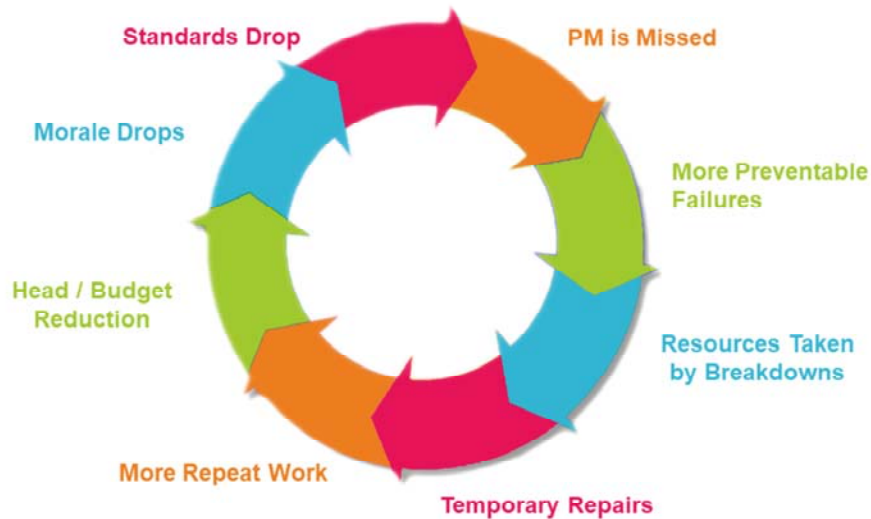 Standards Drop
PM is Missed
More Preventable
Failures
Resources Taken
by Breakdowns
Temporary Repairs
More Repeat Work
Head / Budget
Reduction
Morale Drops